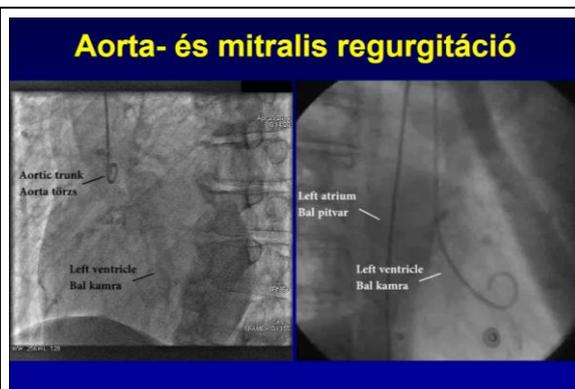 Aorta- és mitralis regurgitáció
Aortic trunk
Aorta törzs
Left ventricle
Bal kamra
Left atrium
Bal pitvar
Left ventricle
Bal kamra